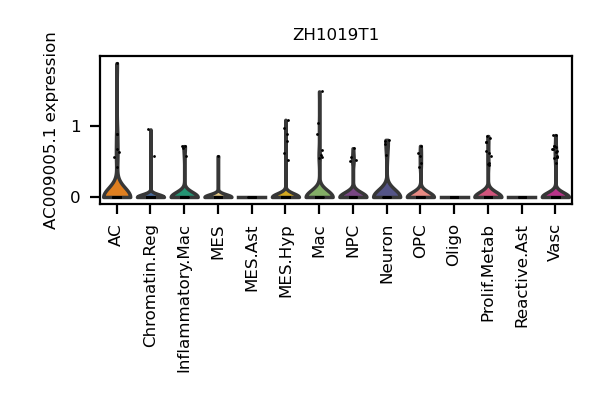 ZH1019T1
AC009005.1 expression
1
0
AC
Chromatin.Reg
Inflammatory.Mac
MES
MES.Ast
MES.Hyp
Mac
NPC
Neuron
OPC
Oligo
Prolif.Metab
Reactive.Ast
Vasc